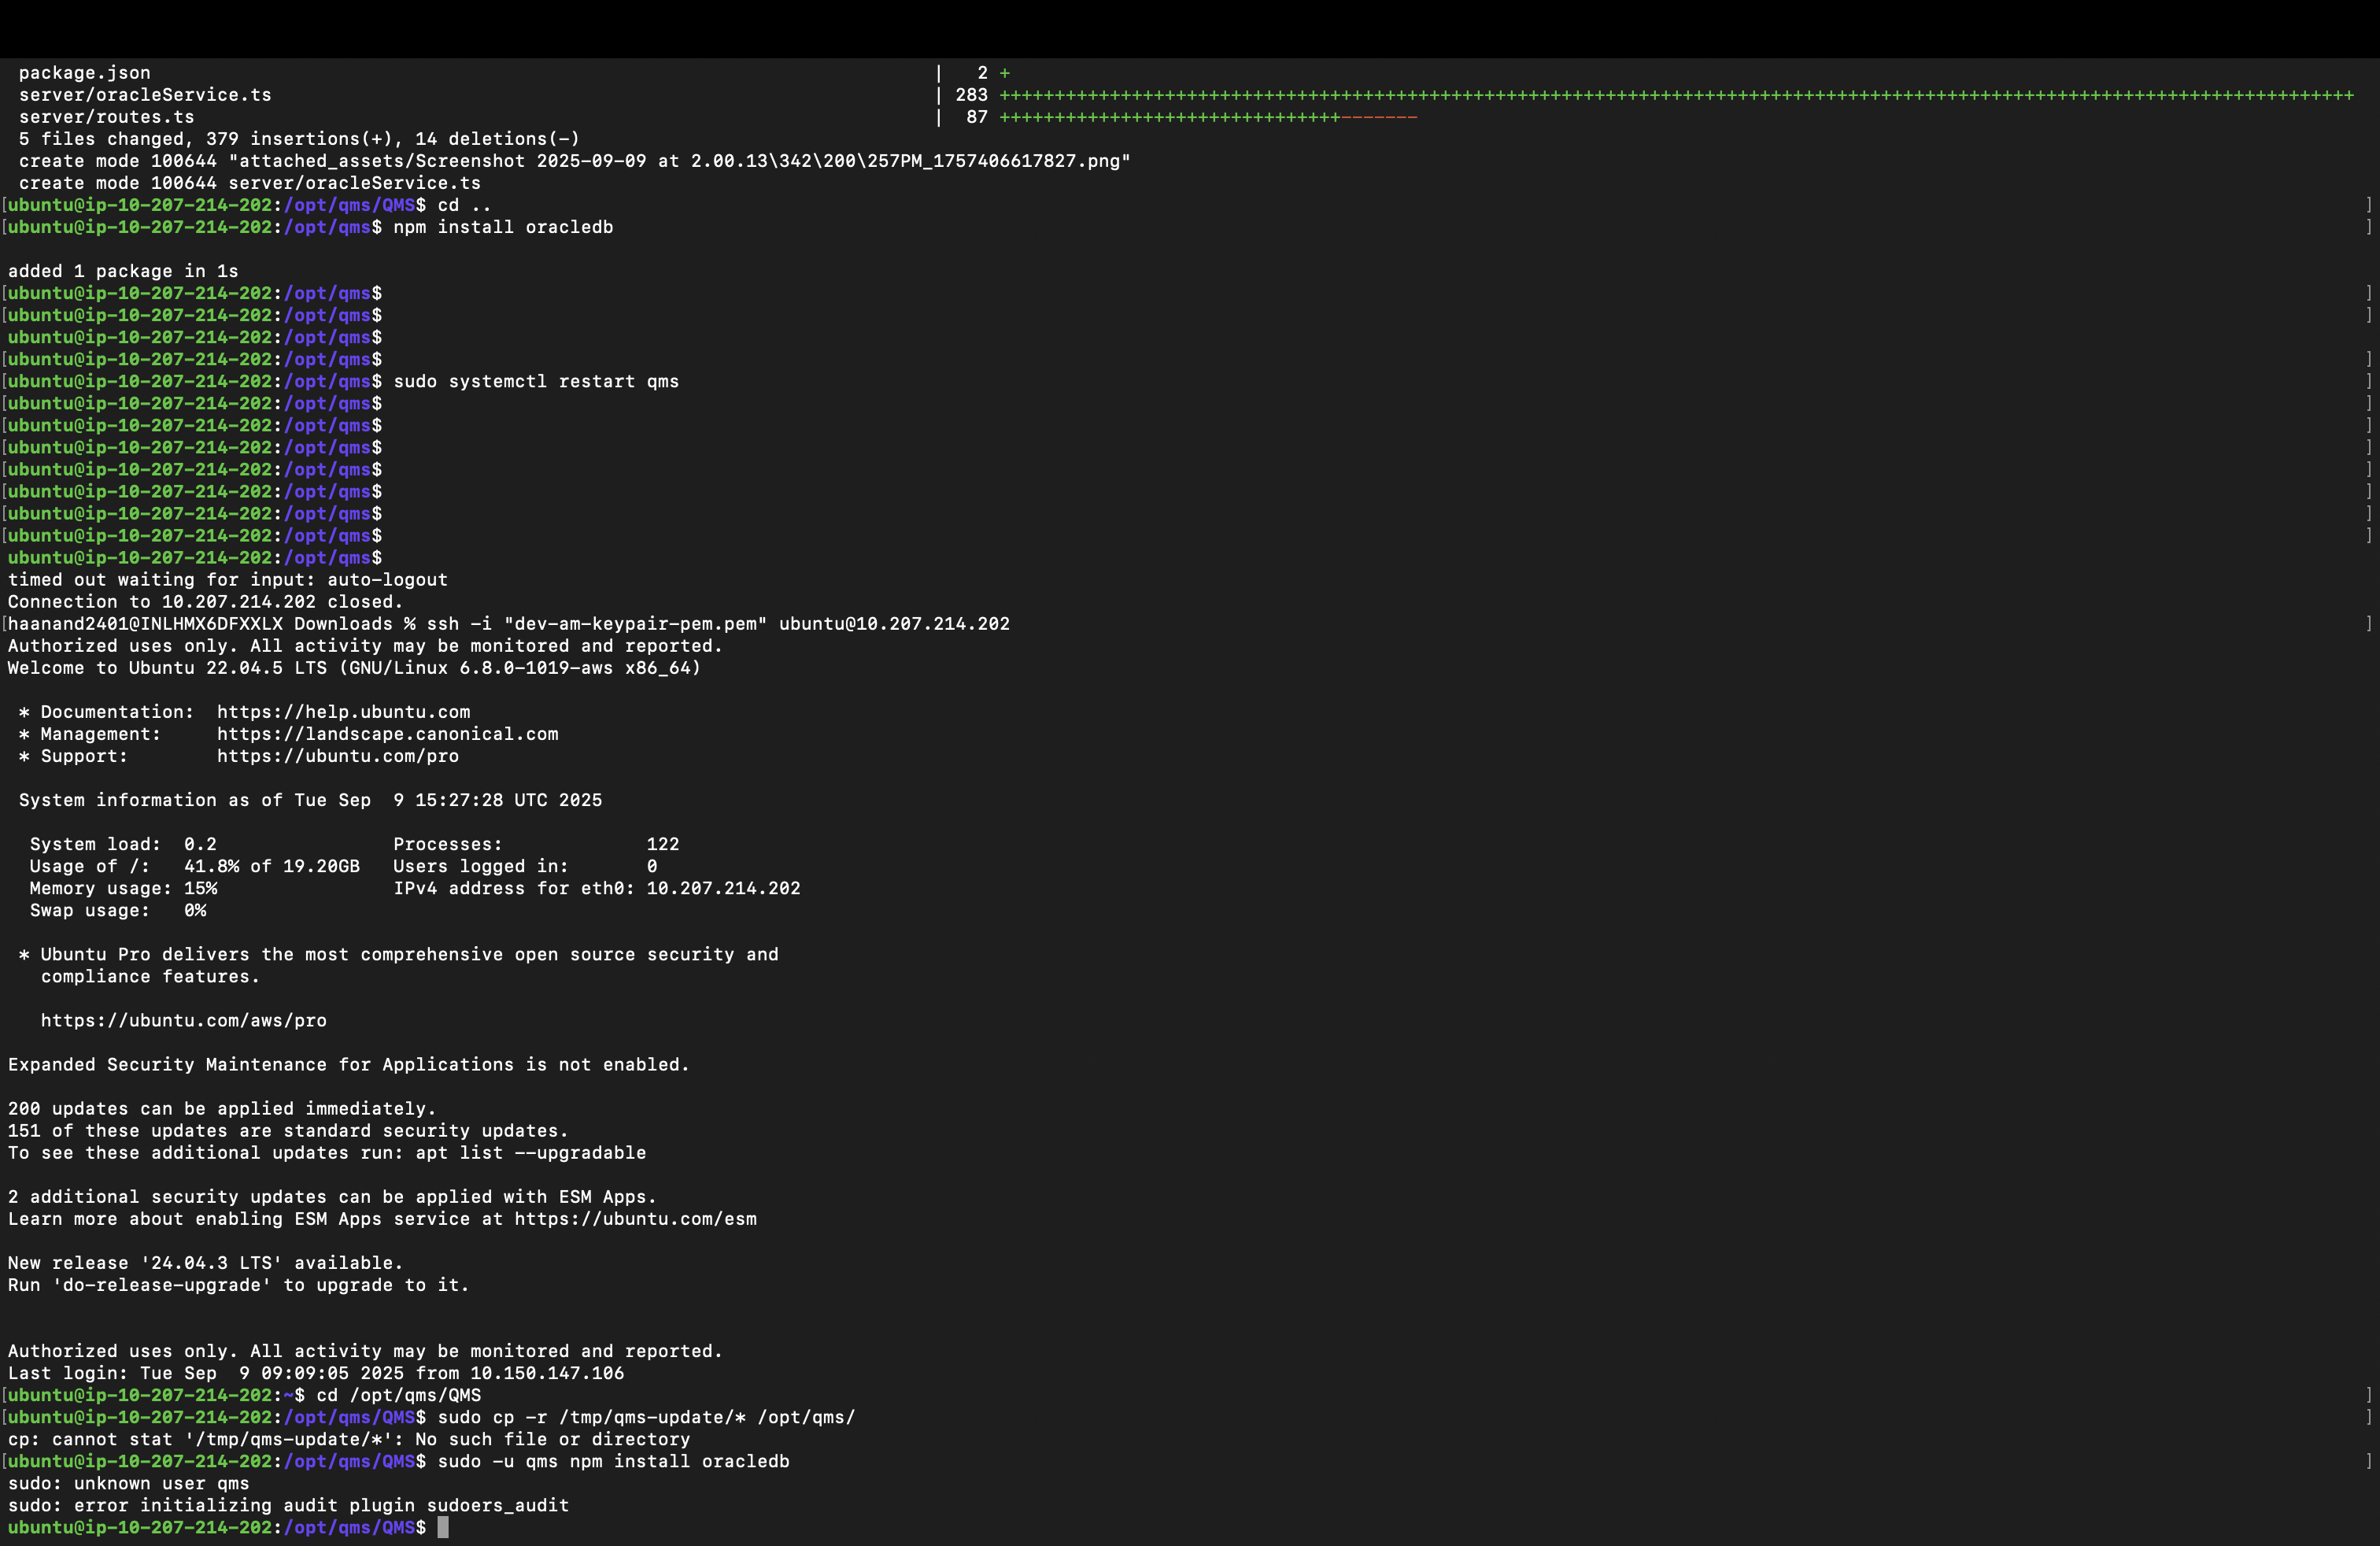 package.json | 2 +
server/oracleService.ts | 283 +++++++++++++++++++++++++++++++++++++++++++++++++++++++++++++++++++++++++++++++++++++++++++++++++++++++++++++++++++++++++++
server/routes.ts | 87 +++++++++++++++++++++++++++++++-------
5 files changed, 379 insertions(+), 14 deletions(-)
create mode 100644 "attached_assets/Screenshot 2025-09-09 at 2.00.13\342\200\257PM_1757406617827.png"
create mode 100644 server/oracleService.ts
[ubuntu@ip-10-207-214-202:/opt/qms/QMS$ cd .. ]
[ubuntu@ip-10-207-214-202:/opt/qms$ npm install oracledb ]
added 1 package in 1s
[ubuntu@ip-10-207-214-202:/opt/qms$ ]
[ubuntu@ip-10-207-214-202:/opt/qms$ ]
ubuntu@ip-10-207-214-202:/opt/qms$
[ubuntu@ip-10-207-214-202:/opt/qms$ ]
[ubuntu@ip-10-207-214-202:/opt/qms$ sudo systemctl restart qms ]
[ubuntu@ip-10-207-214-202:/opt/qms$ ]
[ubuntu@ip-10-207-214-202:/opt/qms$ ]
[ubuntu@ip-10-207-214-202:/opt/qms$ ]
[ubuntu@ip-10-207-214-202:/opt/qms$ ]
[ubuntu@ip-10-207-214-202:/opt/qms$ ]
[ubuntu@ip-10-207-214-202:/opt/qms$ ]
[ubuntu@ip-10-207-214-202:/opt/qms$ ]
ubuntu@ip-10-207-214-202:/opt/qms$
timed out waiting for input: auto-logout
Connection to 10.207.214.202 closed.
[haanand2401@INLHMX6DFXXLX Downloads % ssh -i "dev-am-keypair-pem.pem" ubuntu@10.207.214.202 ]
Authorized uses only. All activity may be monitored and reported.
Welcome to Ubuntu 22.04.5 LTS (GNU/Linux 6.8.0-1019-aws x86_64)
* Documentation: https://help.ubuntu.com
* Management: https://landscape.canonical.com
* Support: https://ubuntu.com/pro
System information as of Tue Sep 9 15:27:28 UTC 2025
System load: 0.2 Processes: 122
Usage of /: 41.8% of 19.20GB Users logged in: 0
Memory usage: 15% IPv4 address for eth0: 10.207.214.202
Swap usage: 0%
* Ubuntu Pro delivers the most comprehensive open source security and
compliance features.
https://ubuntu.com/aws/pro
Expanded Security Maintenance for Applications is not enabled.
200 updates can be applied immediately.
151 of these updates are standard security updates.
To see these additional updates run: apt list --upgradable
2 additional security updates can be applied with ESM Apps.
Learn more about enabling ESM Apps service at https://ubuntu.com/esm
New release '24.04.3 LTS' available.
Run 'do-release-upgrade' to upgrade to it.
Authorized uses only. All activity may be monitored and reported.
Last login: Tue Sep 9 09:09:05 2025 from 10.150.147.106
[ubuntu@ip-10-207-214-202:~$ cd /opt/qms/QMS ]
[ubuntu@ip-10-207-214-202:/opt/qms/QMS$ sudo cp -r /tmp/qms-update/* /opt/qms/ ]
cp: cannot stat '/tmp/qms-update/*': No such file or directory
[ubuntu@ip-10-207-214-202:/opt/qms/QMS$ sudo -u qms npm install oracledb ]
sudo: unknown user qms
sudo: error initializing audit plugin sudoers_audit
ubuntu@ip-10-207-214-202:/opt/qms/QMS$